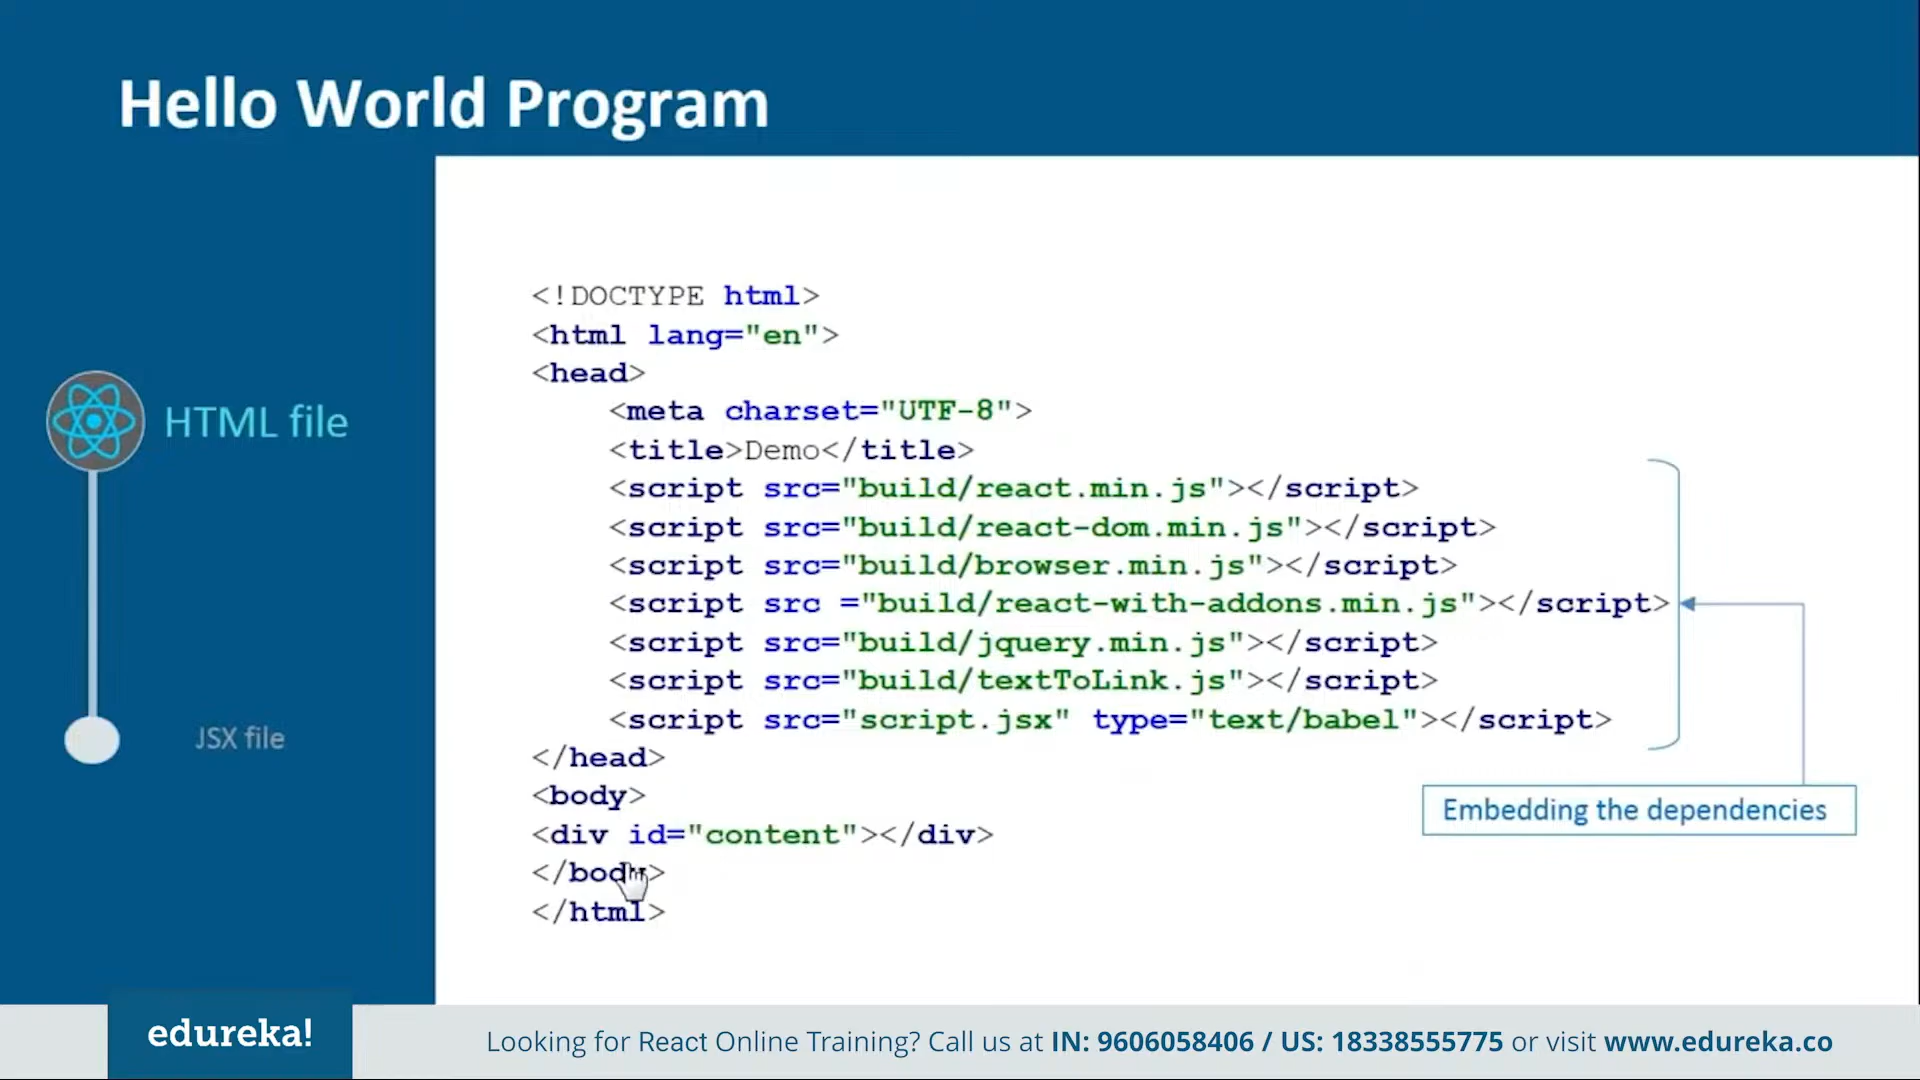 Hello World Program
HTML file
JSX file
<!DOCTYPE html>
<html lang="en">
<head>
    <meta charset="UTF-8">
    <title>Demo</title>
    <script src="build/react.min.js"></script>
    <script src="build/react-dom.min.js"></script>
    <script src="build/browser.min.js"></script>
    <script src ="build/react-with-addons.min.js"></script>
    <script src="build/jquery.min.js"></script>
    <script src="build/textToLink.js"></script>
    <script src="script.jsx" type="text/babel"></script>
</head>
<body>
<div id="content"></div>
</body>
</html>
Embedding the dependencies
edureka!
Looking for React Online Training? Call us at IN: 9606058406 / US: 18338555775 or visit www.edureka.co